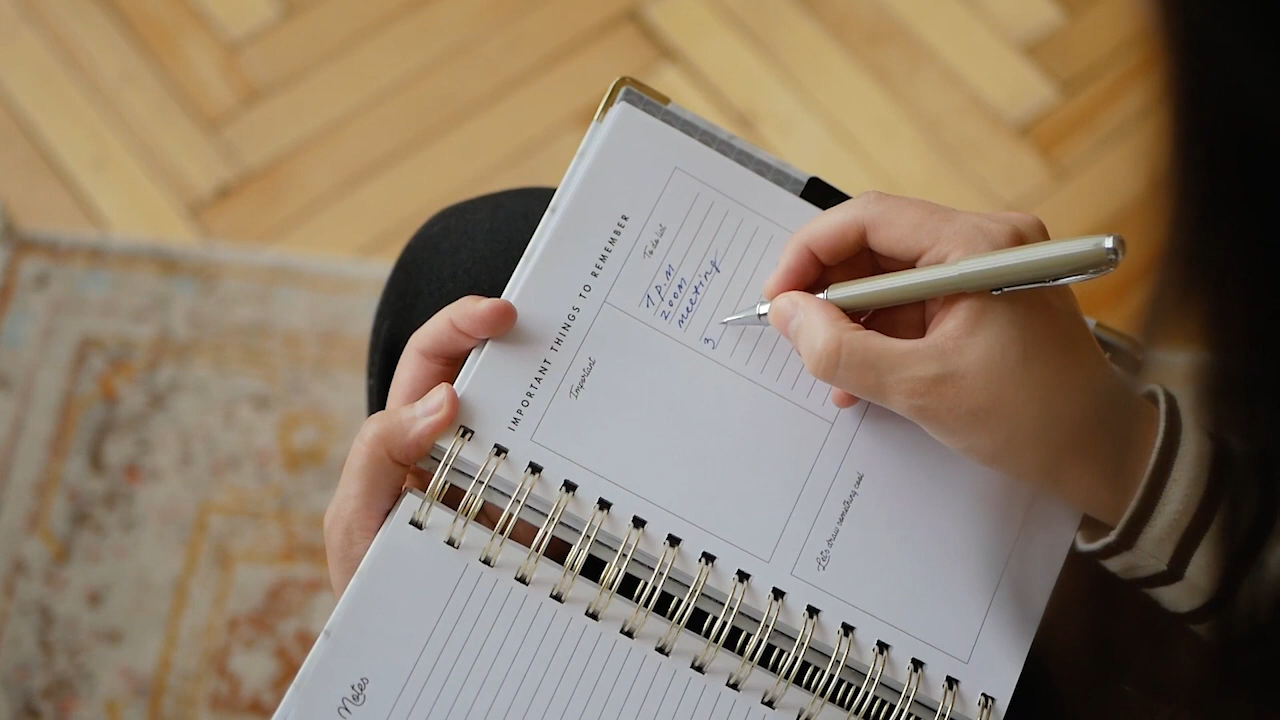 IMPORTANT THINGS TO REMEMBER
To do list
1 P.M
ZOOM
meeting
3
Important
Let's draw something cool
Notes